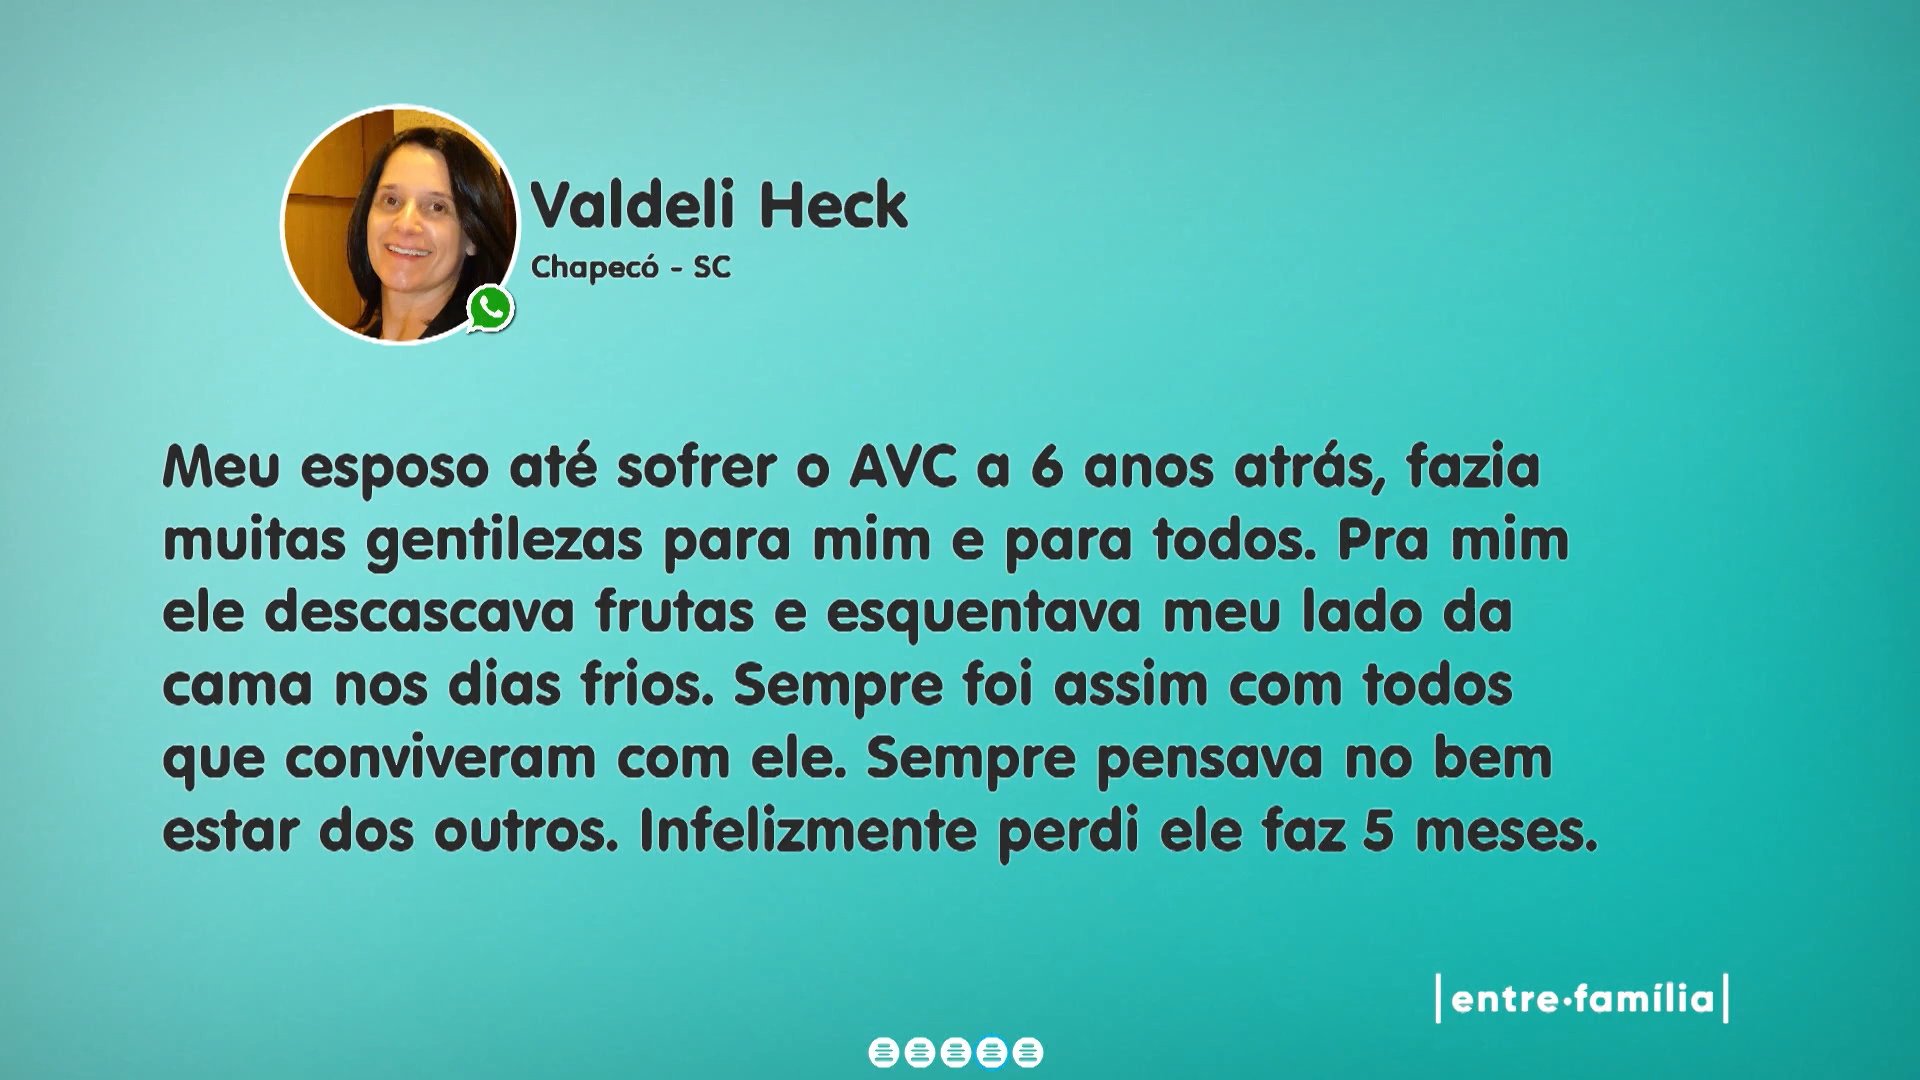 Valdeli Heck
Chapecó - SC
Meu esposo até sofrer o AVC a 6 anos atrás, fazia
muitas gentilezas para mim e para todos. Pra mim
ele descascava frutas e esquentava meu lado da
cama nos dias frios. Sempre foi assim com todos
que conviveram com ele. Sempre pensava no bem
estar dos outros. Infelizmente perdi ele faz 5 meses.
|entre·família|